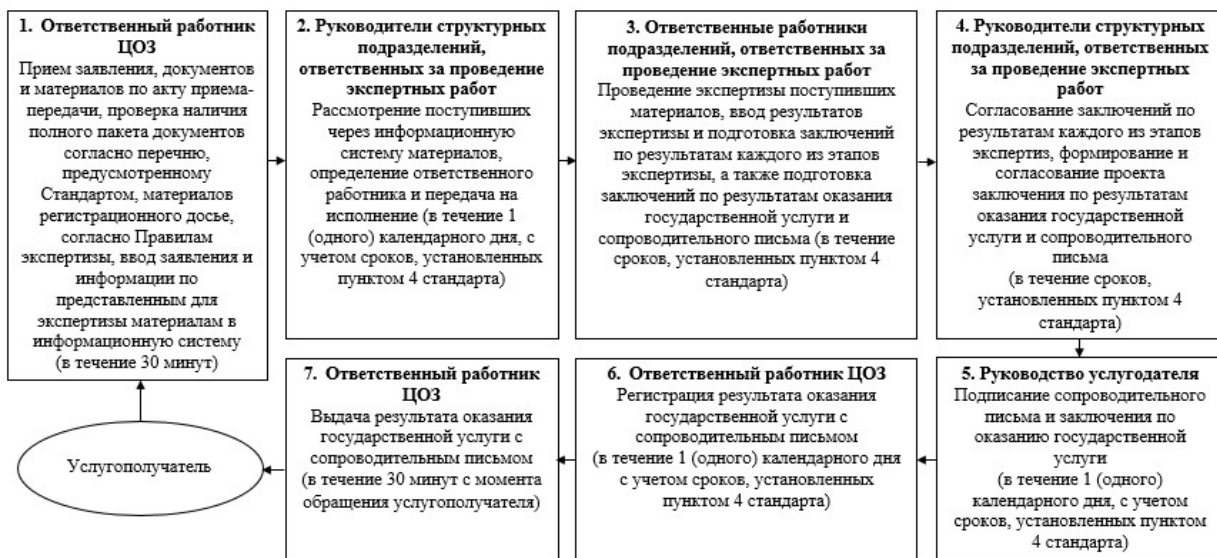 1. Ответственный работник
ЦОЗ
Прием заявления, документов
и материалов по акту приема-
передачи, проверка наличия
полного пакета документов
согласно перечню,
предусмотренному
Стандартом, материалов
регистрационного досье,
согласно Правилам
экспертизы, ввод заявления и
информации по
представленным для
экспертизы материалам в
информационную систему
(в течение 30 минут)
2. Руководители структурных
подразделений,
ответственных за проведение
экспертных работ
Рассмотрение поступивших
через информационную
систему материалов,
определение ответственного
работника и передача на
исполнение (в течение 1
(одного) календарного дня, с
учетом сроков, установленных
пунктом 4 стандарта)
3. Ответственные работники
подразделений, ответственных за
проведение экспертных работ
Проведение экспертизы поступивших
материалов, ввод результатов
экспертизы и подготовка заключений
по результатам каждого из этапов
экспертизы, а также подготовка
заключений по результатам оказания
государственной услуги и
сопроводительного письма (в течение
сроков, установленных пунктом 4
стандарта)
4. Руководители структурных
подразделений, ответственных
за проведение экспертных
работ
Согласование заключений по
результатам каждого из этапов
экспертиз, формирование и
согласование проекта
заключения по результатам
оказания государственной
услуги и сопроводительного
письма
(в течение сроков,
установленных пунктом 4
стандарта)
5. Руководство услугодателя
Подписание сопроводительного
письма и заключения по
оказанию государственной
услуги
(в течение 1 (одного)
календарного дня, с учетом
сроков, установленных пунктом
4 стандарта)
6. Ответственный работник ЦОЗ
Регистрация результата оказания
государственной услуги с
сопроводительным письмом
(в течение 1 (одного) календарного дня
с учетом сроков, установленных
пунктом 4 стандарта)
7. Ответственный работник
ЦОЗ
Выдача результата оказания
государственной услуги с
сопроводительным письмом
(в течение 30 минут с момента
обращения услугополучателя)
Услугополучатель